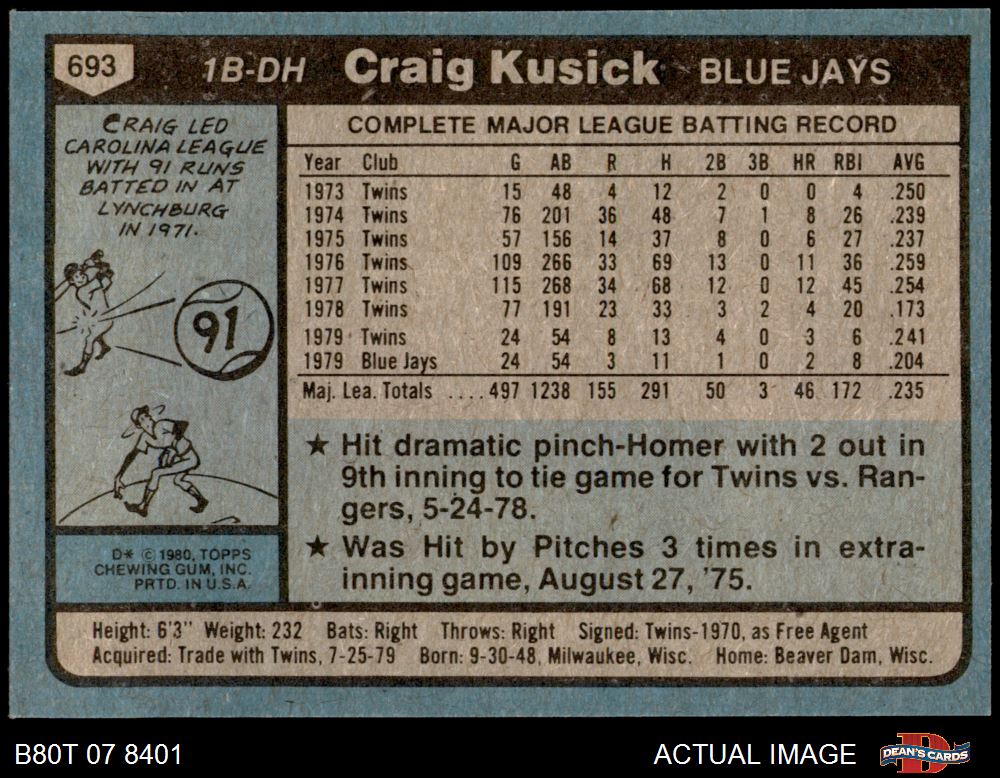 693 1B-DH Craig Kusick BLUE JAYS
CRAIG LED
CAROLINA LEAGUE
WITH 91 RUNS
BATTED IN AT
LYNCHBURG
IN 1971.
91
D* © 1980, TOPPS
CHEWING GUM, INC.
PRTD. IN U.S.A.
COMPLETE MAJOR LEAGUE BATTING RECORD
Year Club G AB R H 2B 3B HR RBI AVG
1973 Twins 15 48 4 12 2 0 0 4 .250
1974 Twins 76 201 36 48 7 1 8 26 .239
1975 Twins 57 156 14 37 8 0 6 27 .237
1976 Twins 109 266 33 69 13 0 11 36 .259
1977 Twins 115 268 34 68 12 0 12 45 .254
1978 Twins 77 191 23 33 3 2 4 20 .173
1979 Twins 24 54 8 13 4 0 3 6 .241
1979 Blue Jays 24 54 3 11 1 0 2 8 .204
Maj. Lea. Totals ....497 1238 155 291 50 3 46 172 .235
★ Hit dramatic pinch-Homer with 2 out in
9th inning to tie game for Twins vs. Ran-
gers, 5-24-78.
★ Was Hit by Pitches 3 times in extra-
inning game, August 27, '75.
Height: 6'3" Weight: 232 Bats: Right Throws: Right Signed: Twins-1970, as Free Agent
Acquired: Trade with Twins, 7-25-79 Born: 9-30-48, Milwaukee, Wisc. Home: Beaver Dam, Wisc.
B80T 07 8401 ACTUAL IMAGE DEAN'S CARDS